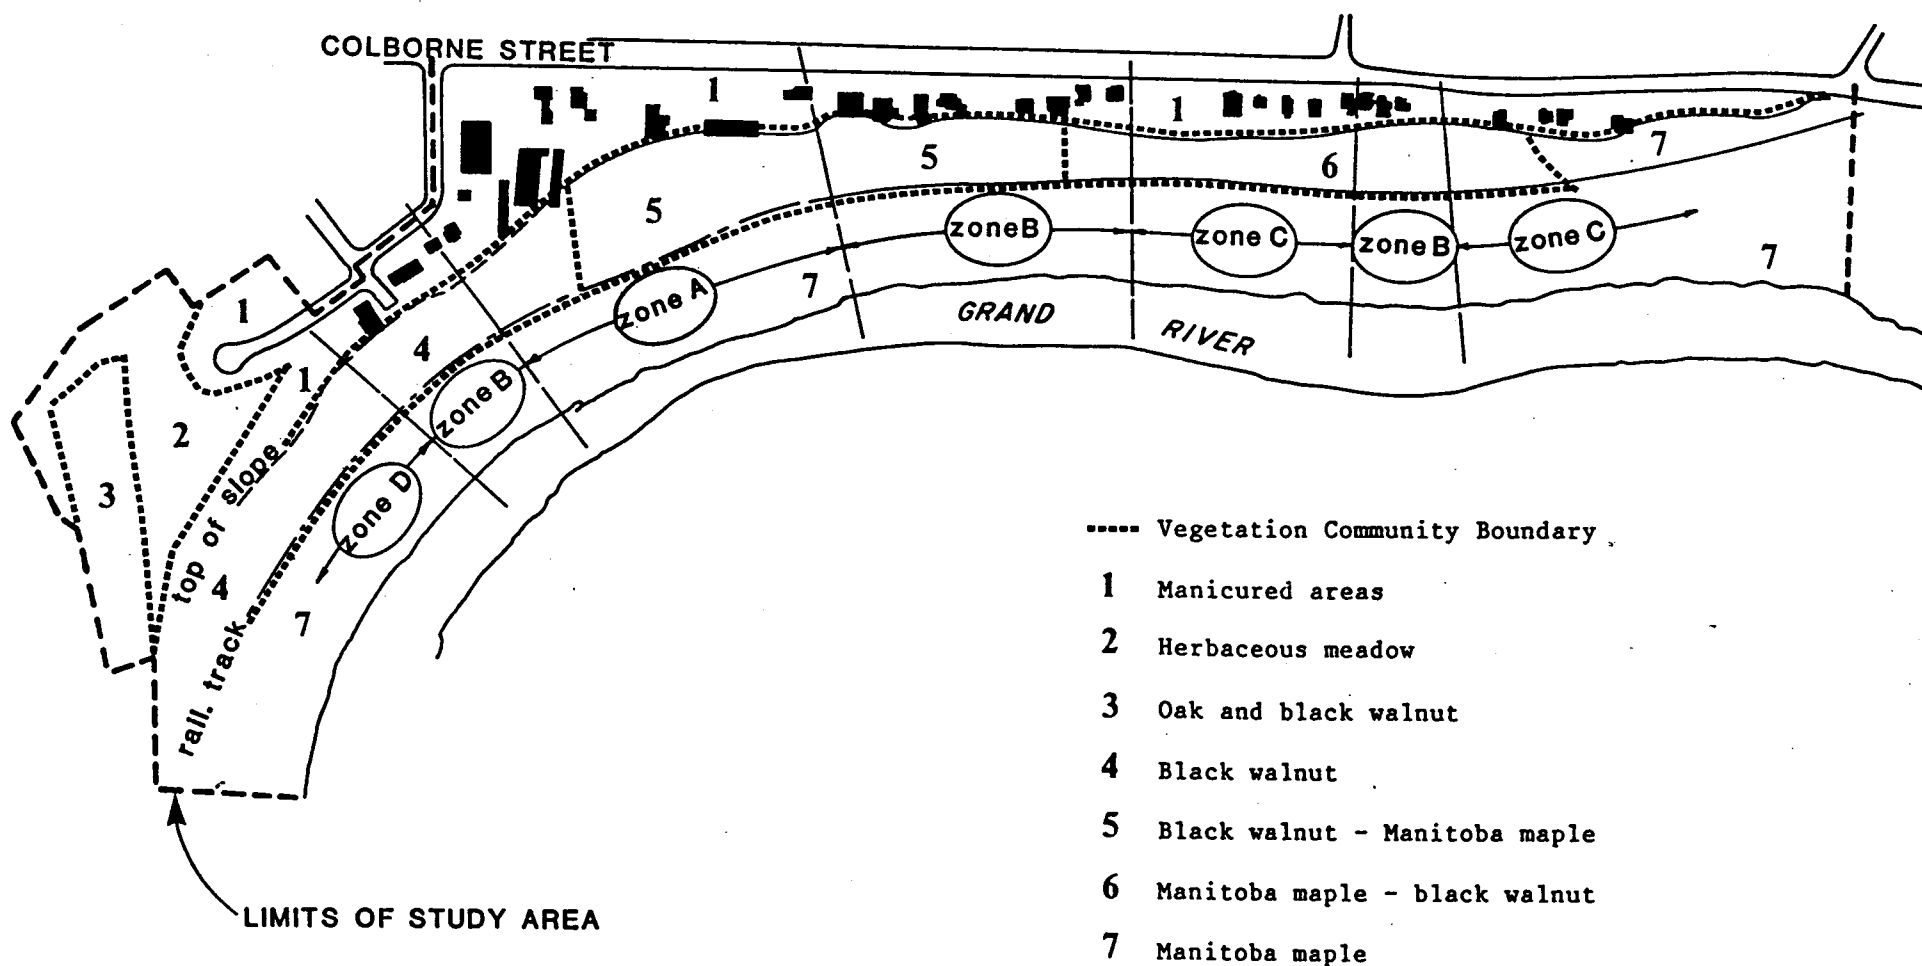 COLBORNE STREET
1
1
7
5
6
5
zone B
zone C
zone B
zone C
7
zone A
7
1
GRAND
RIVER
4
1
zone B
2
3
top of slope
zone D
4
7
rail. track
LIMITS OF STUDY AREA
Vegetation Community Boundary
1 Manicured areas
2 Herbaceous meadow
3 Oak and black walnut
4 Black walnut
5 Black walnut - Manitoba maple
6 Manitoba maple - black walnut
7 Manitoba maple